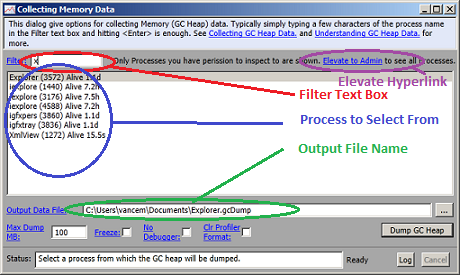 Collecting Memory Data
This dialog give options for collecting Memory (GC Heap) data. Typically simply typing a few characters of the process name
in the Filter text box and hitting <Enter> is enough. See Collecting GC Heap Data. and Understanding GC Heap Data. for
more.
Filter: x Only Processes you have perission to inspect are shown. Elevate to Admin to see all processes.
Elevate Hyperlink
Explorer (3572) Alive 1.1d
iexplore (1440) Alive 7.2h
iexplore (3176) Alive 7.5h
iexplore (4588) Alive 7.2h
igfxpers (3860) Alive 1.1d
igfxtray (3836) Alive 1.1d
XmlView (1272) Alive 15.5s
Filter Text Box
Process to Select From
Output File Name
Output Data File: C:\Users\vancem\Documents\Explorer.gcDump ...
Max Dump MB: 100 Freeze: No Debugger: Clr Profiler Format: Dump GC Heap
Status: Select a process from which the GC heap will be dumped. Ready Log Cancel